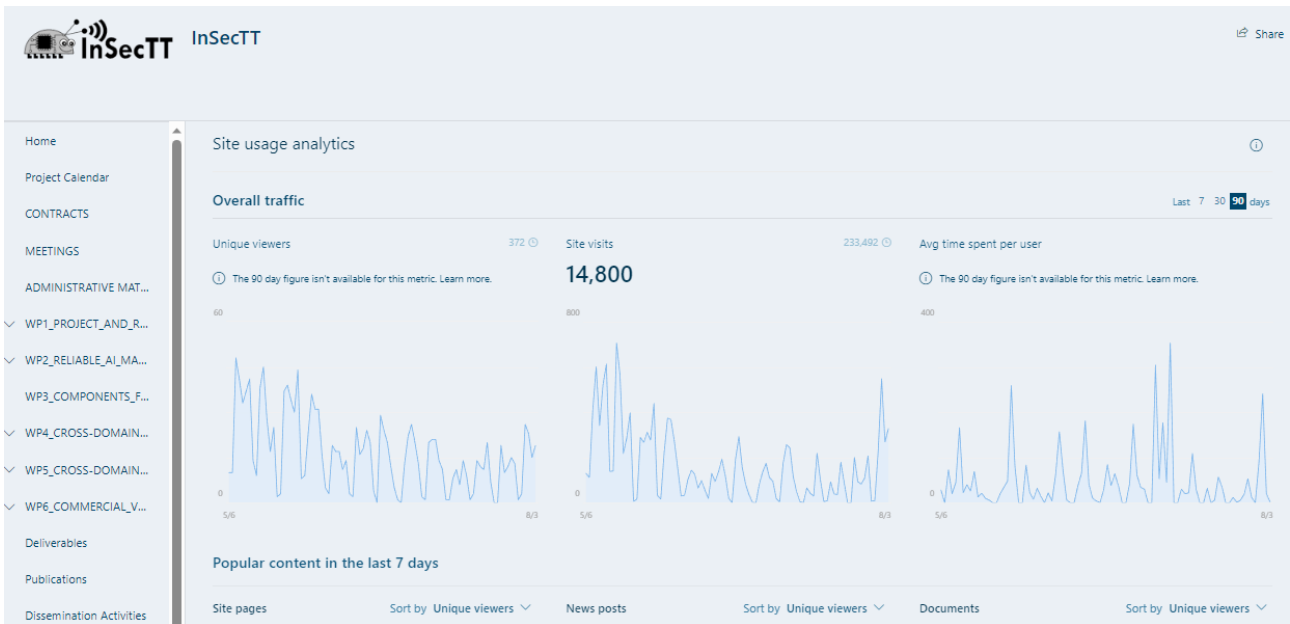 InSecTT
InSecTT
Share
Home
Project Calendar
CONTRACTS
MEETINGS
ADMINISTRATIVE MAT...
WP1_PROJECT_AND_R...
WP2_RELIABLE_AI_MA...
WP3_COMPONENTS_F...
WP4_CROSS-DOMAIN...
WP5_CROSS-DOMAIN...
WP6_COMMERCIAL_V...
Deliverables
Publications
Dissemination Activities
Site usage analytics
Overall traffic
Last 7 30 90 days
Unique viewers 372
The 90 day figure isn't available for this metric. Learn more.
60
0
5/6 8/3
Site visits 233,492
14,800
800
0
5/6 8/3
Avg time spent per user
The 90 day figure isn't available for this metric. Learn more.
400
0
5/6 8/3
Popular content in the last 7 days
Site pages Sort by Unique viewers
News posts Sort by Unique viewers
Documents Sort by Unique viewers